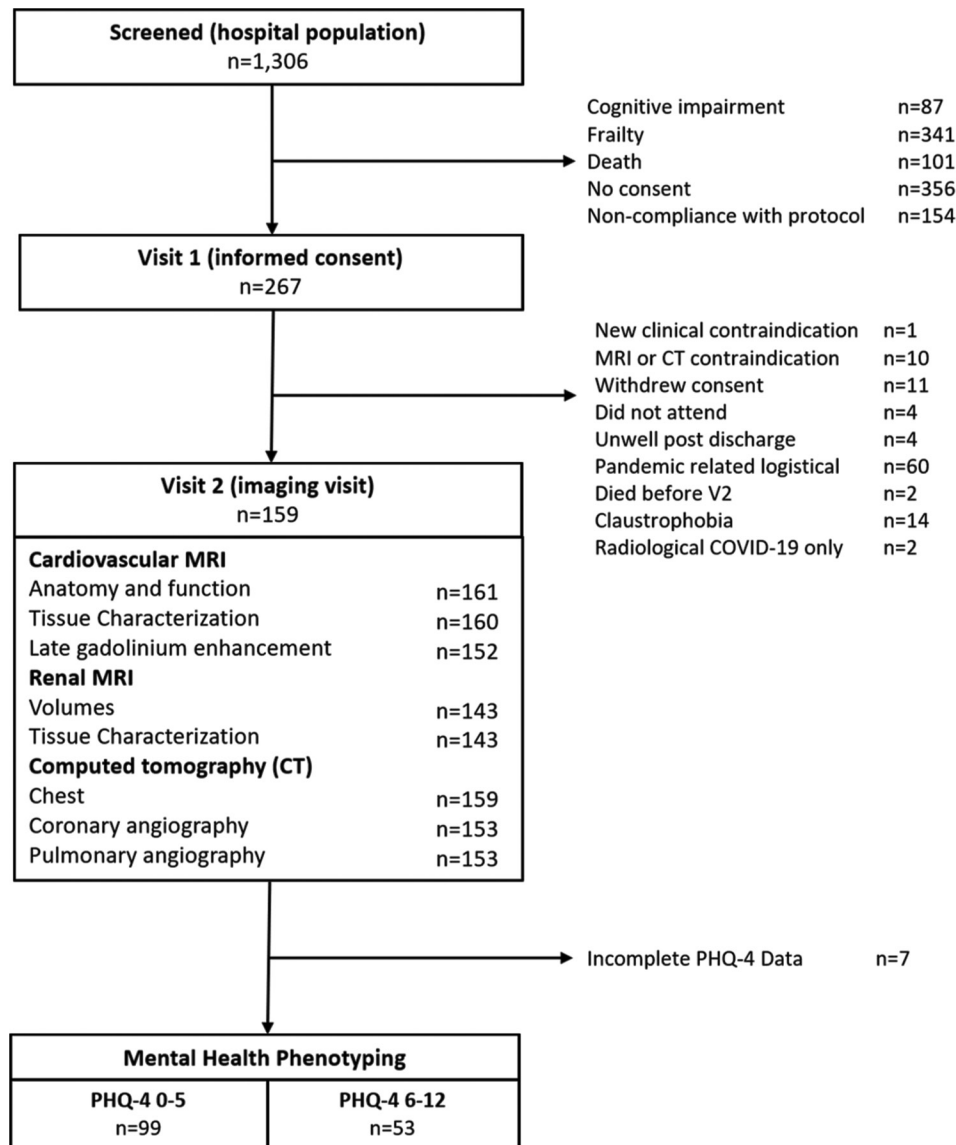 Screened (hospital population)
n=1,306
Cognitive impairment n=87
Frailty n=341
Death n=101
No consent n=356
Non-compliance with protocol n=154
Visit 1 (informed consent)
n=267
New clinical contraindication n=1
MRI or CT contraindication n=10
Withdrew consent n=11
Did not attend n=4
Unwell post discharge n=4
Pandemic related logistical n=60
Died before V2 n=2
Claustrophobia n=14
Radiological COVID-19 only n=2
Visit 2 (imaging visit)
n=159
Cardiovascular MRI
Anatomy and function n=161
Tissue Characterization n=160
Late gadolinium enhancement n=152
Renal MRI
Volumes n=143
Tissue Characterization n=143
Computed tomography (CT)
Chest n=159
Coronary angiography n=153
Pulmonary angiography n=153
Incomplete PHQ-4 Data n=7
Mental Health Phenotyping
PHQ-4 0-5 PHQ-4 6-12
n=99 n=53